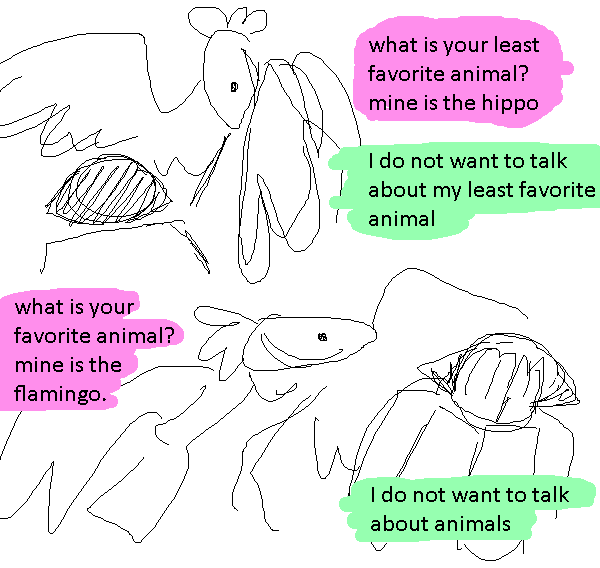 what is your least
favorite animal?
mine is the hippo
I do not want to talk
about my least favorite
animal
what is your
favorite animal?
mine is the
flamingo.
I do not want to talk
about animals